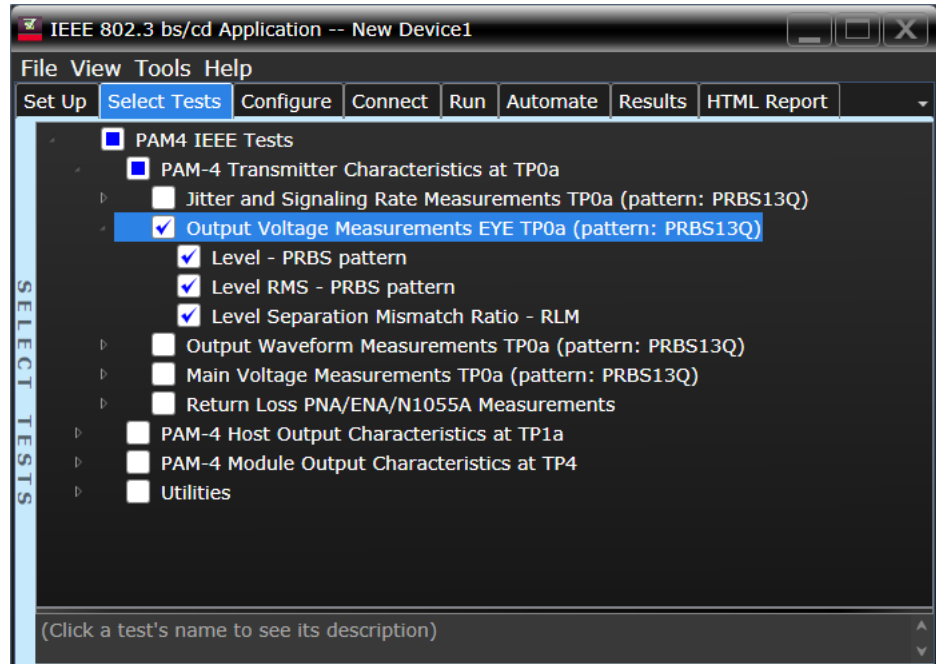 IEEE 802.3 bs/cd Application -- New Device1
File View Tools Help
Set Up Select Tests Configure Connect Run Automate Results HTML Report
SELECT TESTS
PAM4 IEEE Tests
PAM-4 Transmitter Characteristics at TP0a
Jitter and Signaling Rate Measurements TP0a (pattern: PRBS13Q)
Output Voltage Measurements EYE TP0a (pattern: PRBS13Q)
Level - PRBS pattern
Level RMS - PRBS pattern
Level Separation Mismatch Ratio - RLM
Output Waveform Measurements TP0a (pattern: PRBS13Q)
Main Voltage Measurements TP0a (pattern: PRBS13Q)
Return Loss PNA/ENA/N1055A Measurements
PAM-4 Host Output Characteristics at TP1a
PAM-4 Module Output Characteristics at TP4
Utilities
(Click a test's name to see its description)